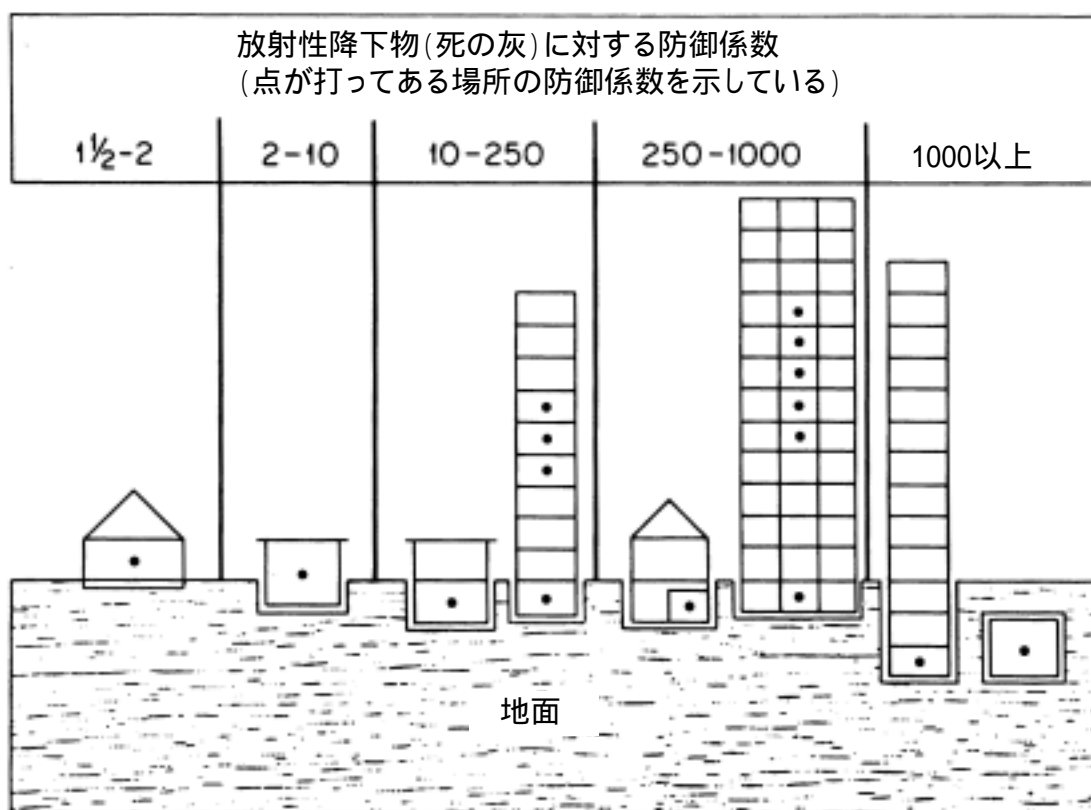 放射性降下物(死の灰)に対する防御係数
(点が打ってある場所の防御係数を示している)
1½-2 2-10 10-250 250-1000 1000以上
地面